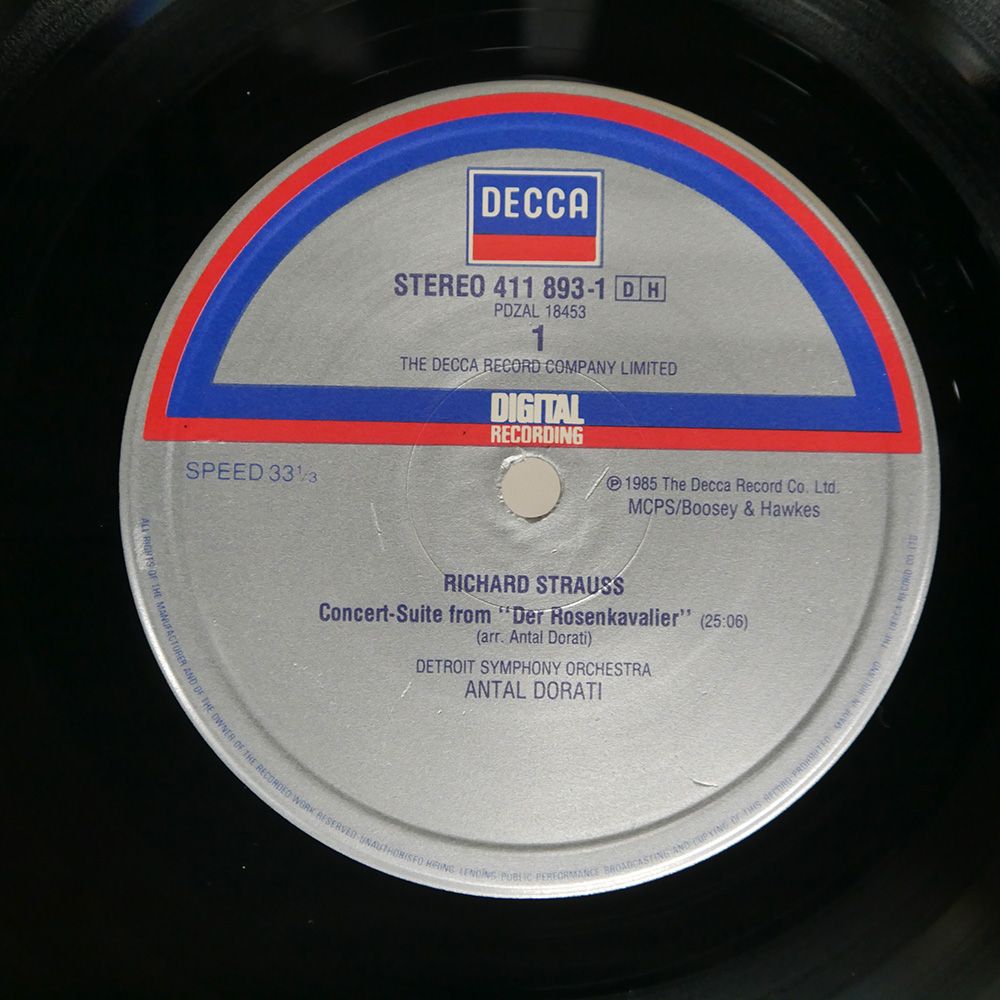 DECCA
STEREO 411 893-1 D H
PDZAL 18453
1
THE DECCA RECORD COMPANY LIMITED
DIGITAL
RECORDING
SPEED 33⅓
℗ 1985 The Decca Record Co. Ltd.
MCPS/Boosey & Hawkes
RICHARD STRAUSS
Concert-Suite from "Der Rosenkavalier" (25:06)
(arr. Antal Dorati)
DETROIT SYMPHONY ORCHESTRA
ANTAL DORATI
ALL RIGHTS OF THE MANUFACTURER AND OF THE OWNER OF THE RECORDED WORK RESERVED UNAUTHORISED HIRING, LENDING, PUBLIC PERFORMANCE BROADCASTING AND COPYING OF THIS RECORD PROHIBITED. MADE IN HOLLAND. THE DECCA RECORD CO LTD